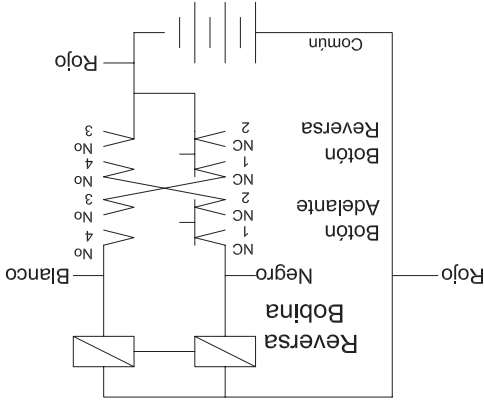 Reversa
Bobina
Rojo
Negro
Blanco
Botón
Adelante
NC
1
No
4
NC
2
No
3
Botón
Reversa
NC
1
No
4
NC
2
No
3
Rojo
Común